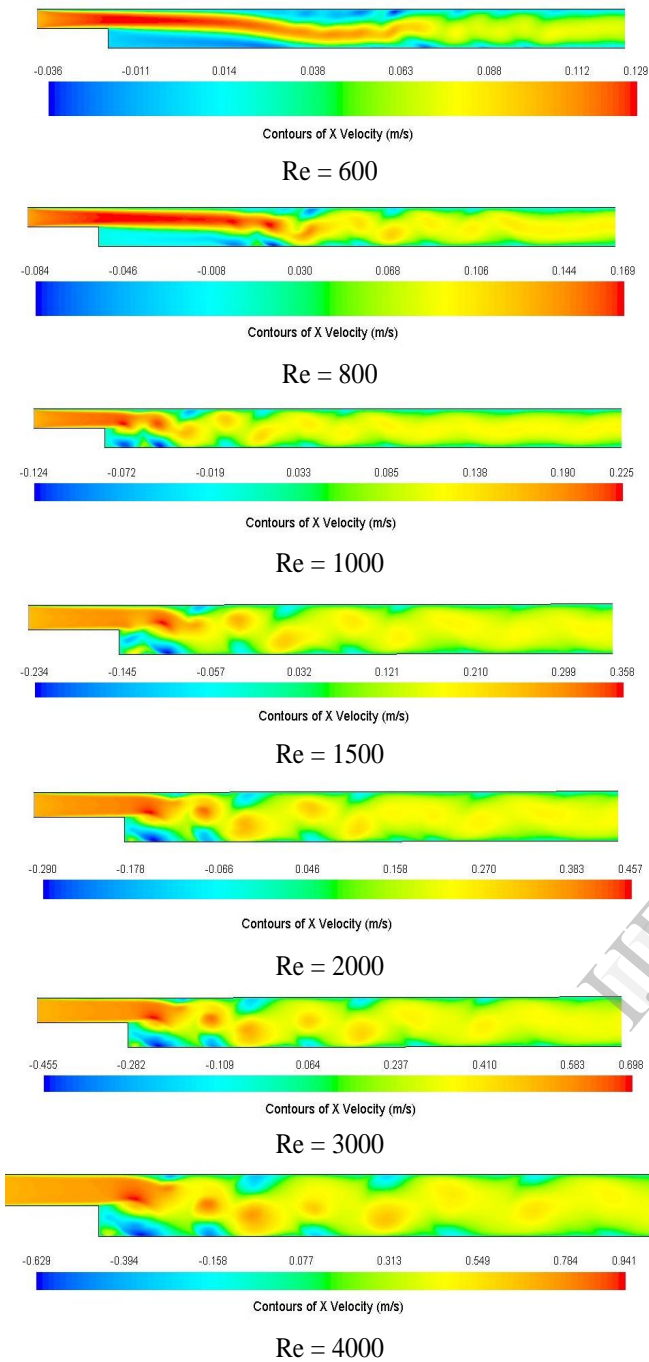 -0.036 -0.011 0.014 0.038 0.063 0.088 0.112 0.129
Contours of X Velocity (m/s)
Re = 600
-0.084 -0.046 -0.008 0.030 0.068 0.106 0.144 0.169
Contours of X Velocity (m/s)
Re = 800
-0.124 -0.072 -0.019 0.033 0.085 0.138 0.190 0.225
Contours of X Velocity (m/s)
Re = 1000
-0.234 -0.145 -0.057 0.032 0.121 0.210 0.299 0.358
Contours of X Velocity (m/s)
Re = 1500
-0.290 -0.178 -0.066 0.046 0.158 0.270 0.383 0.457
Contours of X Velocity (m/s)
Re = 2000
-0.455 -0.282 -0.109 0.064 0.237 0.410 0.583 0.698
Contours of X Velocity (m/s)
Re = 3000
-0.629 -0.394 -0.158 0.077 0.313 0.549 0.784 0.941
Contours of X Velocity (m/s)
Re = 4000